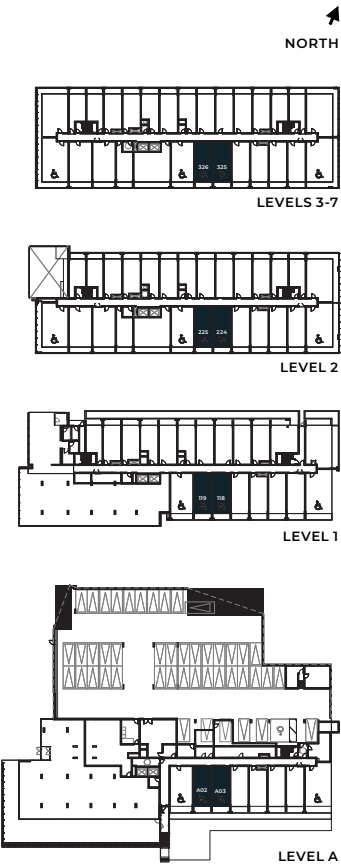 NORTH
326 325
LEVELS 3-7
225 224
LEVEL 2
119 118
LEVEL 1
A02 A03
LEVEL A